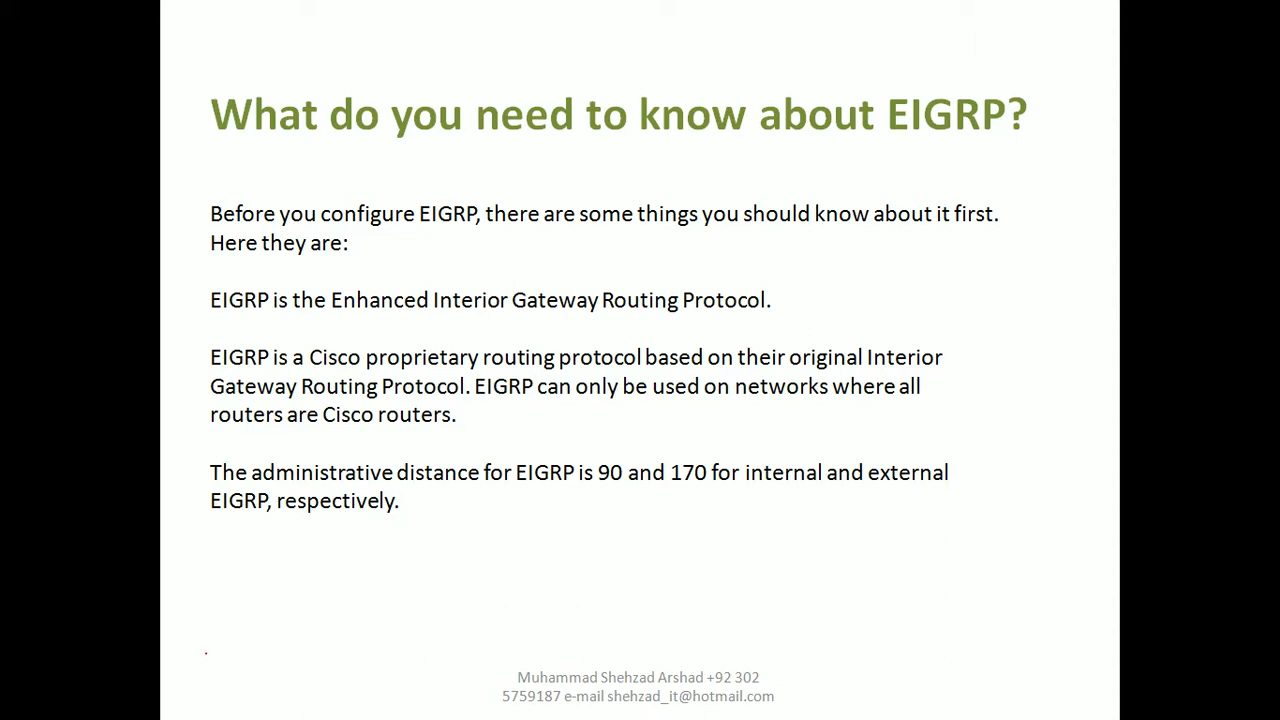 What do you need to know about EIGRP?
Before you configure EIGRP, there are some things you should know about it first.
Here they are:
EIGRP is the Enhanced Interior Gateway Routing Protocol.
EIGRP is a Cisco proprietary routing protocol based on their original Interior
Gateway Routing Protocol. EIGRP can only be used on networks where all
routers are Cisco routers.
The administrative distance for EIGRP is 90 and 170 for internal and external
EIGRP, respectively.
Muhammad Shehzad Arshad +92 302
5759187 e-mail shehzad_it@hotmail.com